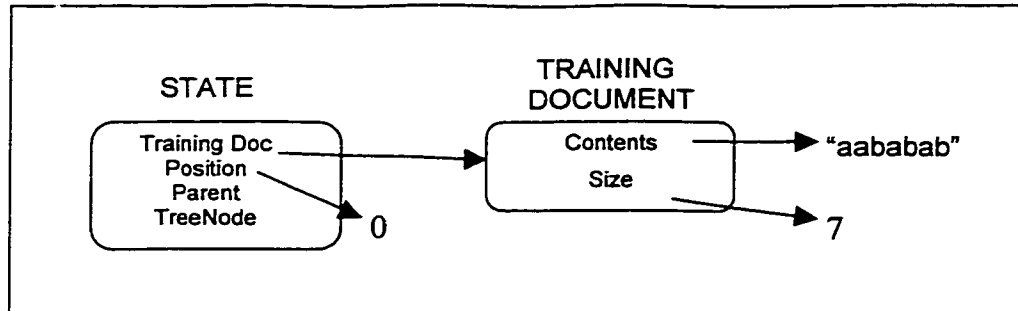 STATE
Training Doc
Position
Parent
TreeNode
0
TRAINING
DOCUMENT
Contents
Size
“aababab”
7